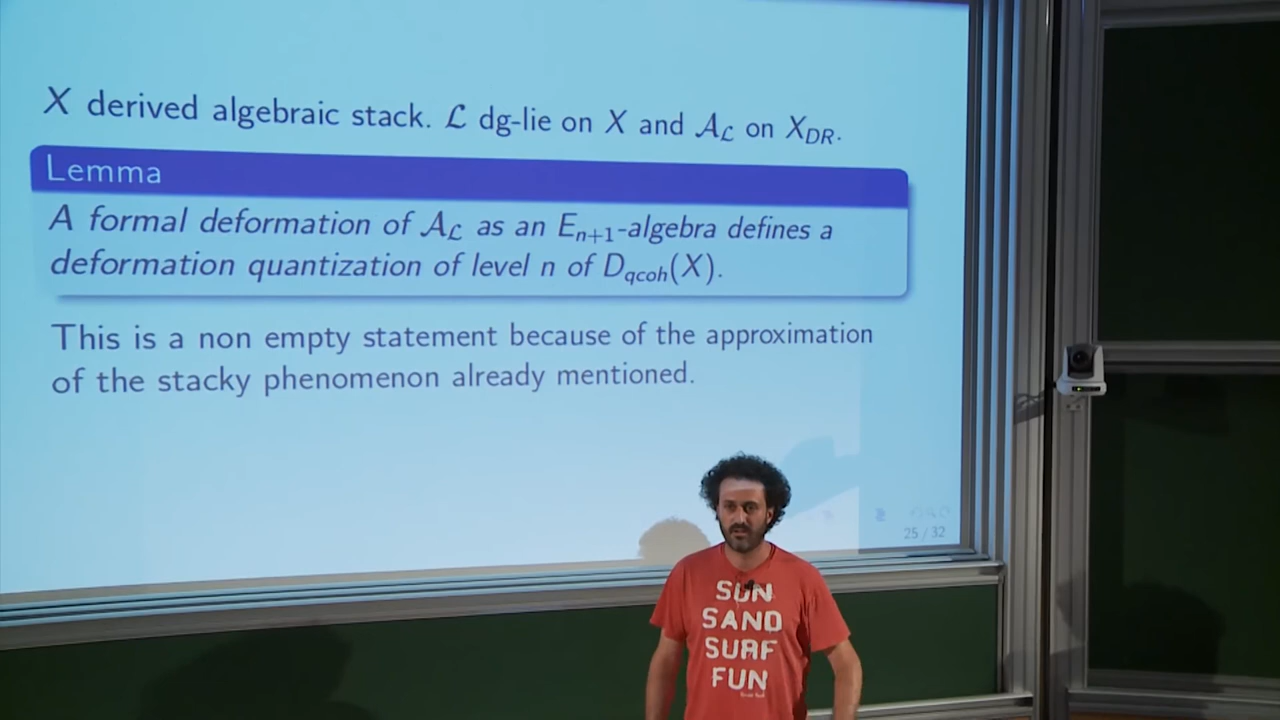 X derived algebraic stack. ℒ dg-lie on X and 𝒜_ℒ on X_DR.
Lemma
A formal deformation of 𝒜_ℒ as an E_{n+1}-algebra defines a
deformation quantization of level n of D_qcoh(X).
This is a non empty statement because of the approximation
of the stacky phenomenon already mentioned.
25 / 32
SUN
SAND
SURF
FUN